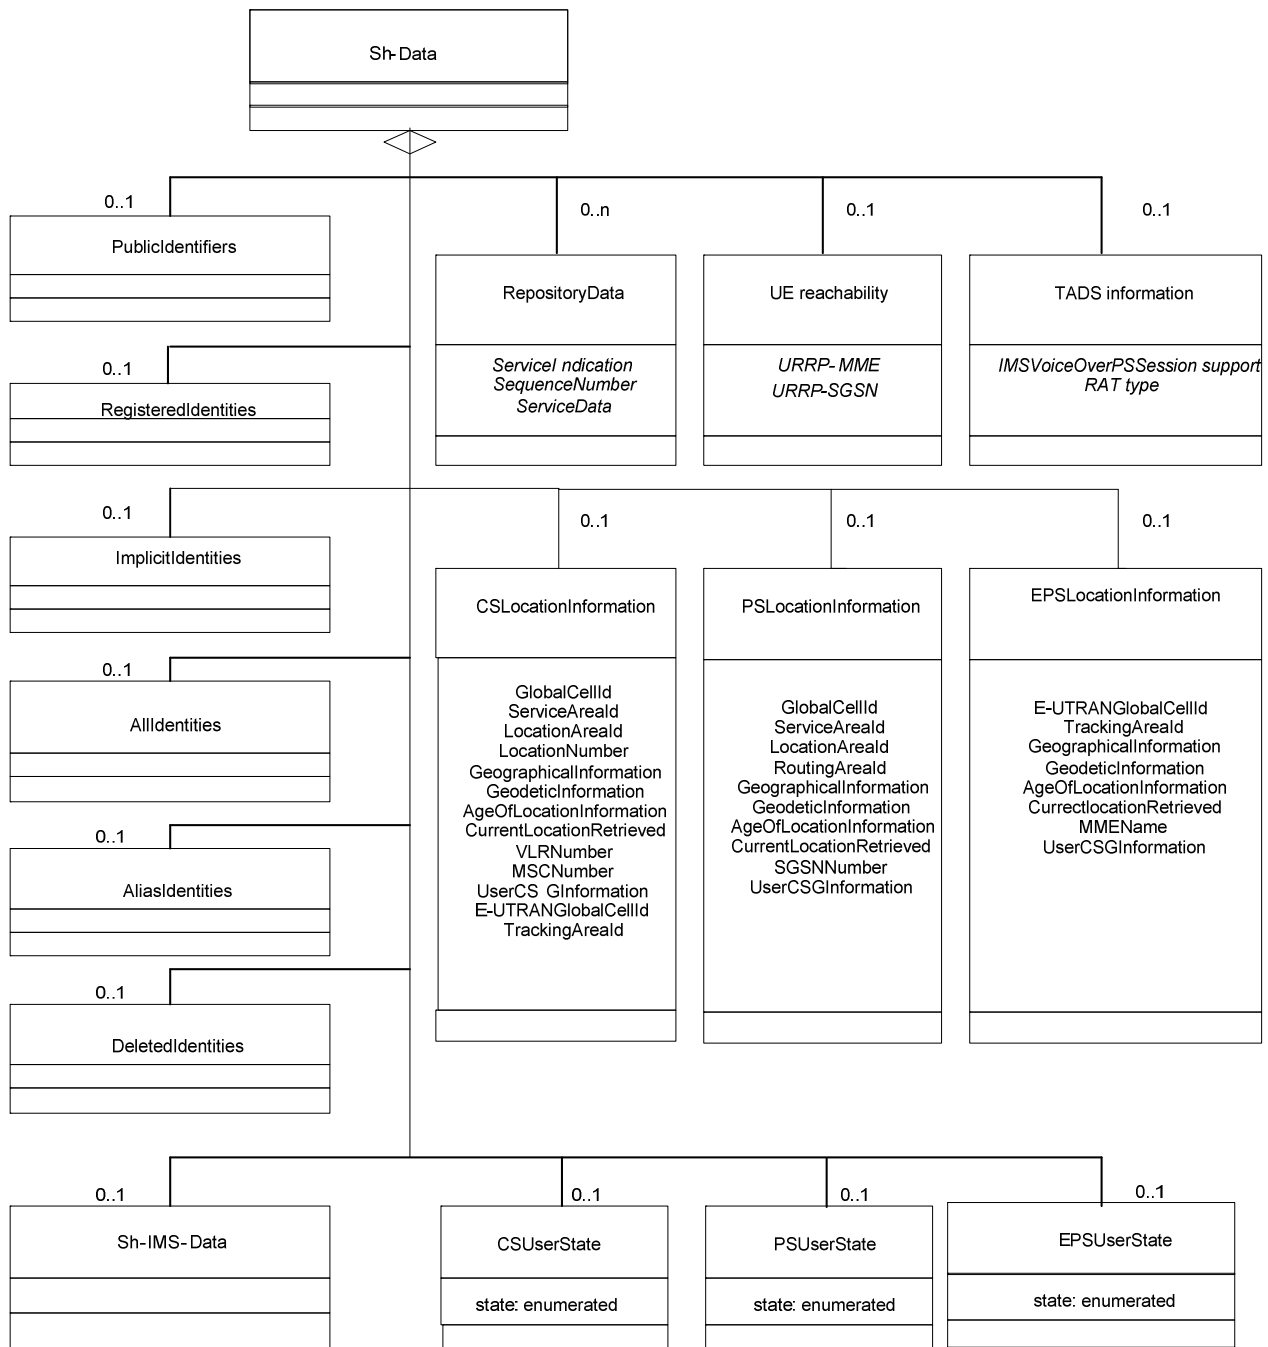 Sh-Data
0..1
0..n
0..1
0..1
PublicIdentifiers
RepositoryData
UE reachability
TADS information
ServiceI ndication
SequenceNumber
ServiceData
URRP-MME
URRP-SGSN
IMSVoiceOverPSSession support
RAT type
0..1
RegisteredIdentities
0..1
0..1
0..1
0..1
ImplicitIdentities
CSLocationInformation
PSLocationInformation
EPSLocationInformation
GlobalCellId
ServiceAreaId
LocationAreaId
LocationNumber
GeographicalInformation
GeodeticInformation
AgeOfLocationInformation
CurrentLocationRetrieved
VLRNumber
MSCNumber
UserCS GInformation
E-UTRANGlobalCellId
TrackingAreaId
GlobalCellId
ServiceAreaId
LocationAreaId
RoutingAreaId
GeographicalInformation
GeodeticInformation
AgeOfLocationInformation
CurrentLocationRetrieved
SGSNNumber
UserCSGInformation
E-UTRANGlobalCellId
TrackingAreaId
GeographicalInformation
GeodeticInformation
AgeOfLocationInformation
CurrectlocationRetrieved
MMEName
UserCSGInformation
0..1
AllIdentities
0..1
AliasIdentities
0..1
DeletedIdentities
0..1
0..1
0..1
0..1
Sh-IMS-Data
CSUserState
PSUserState
EPSUserState
state: enumerated
state: enumerated
state: enumerated